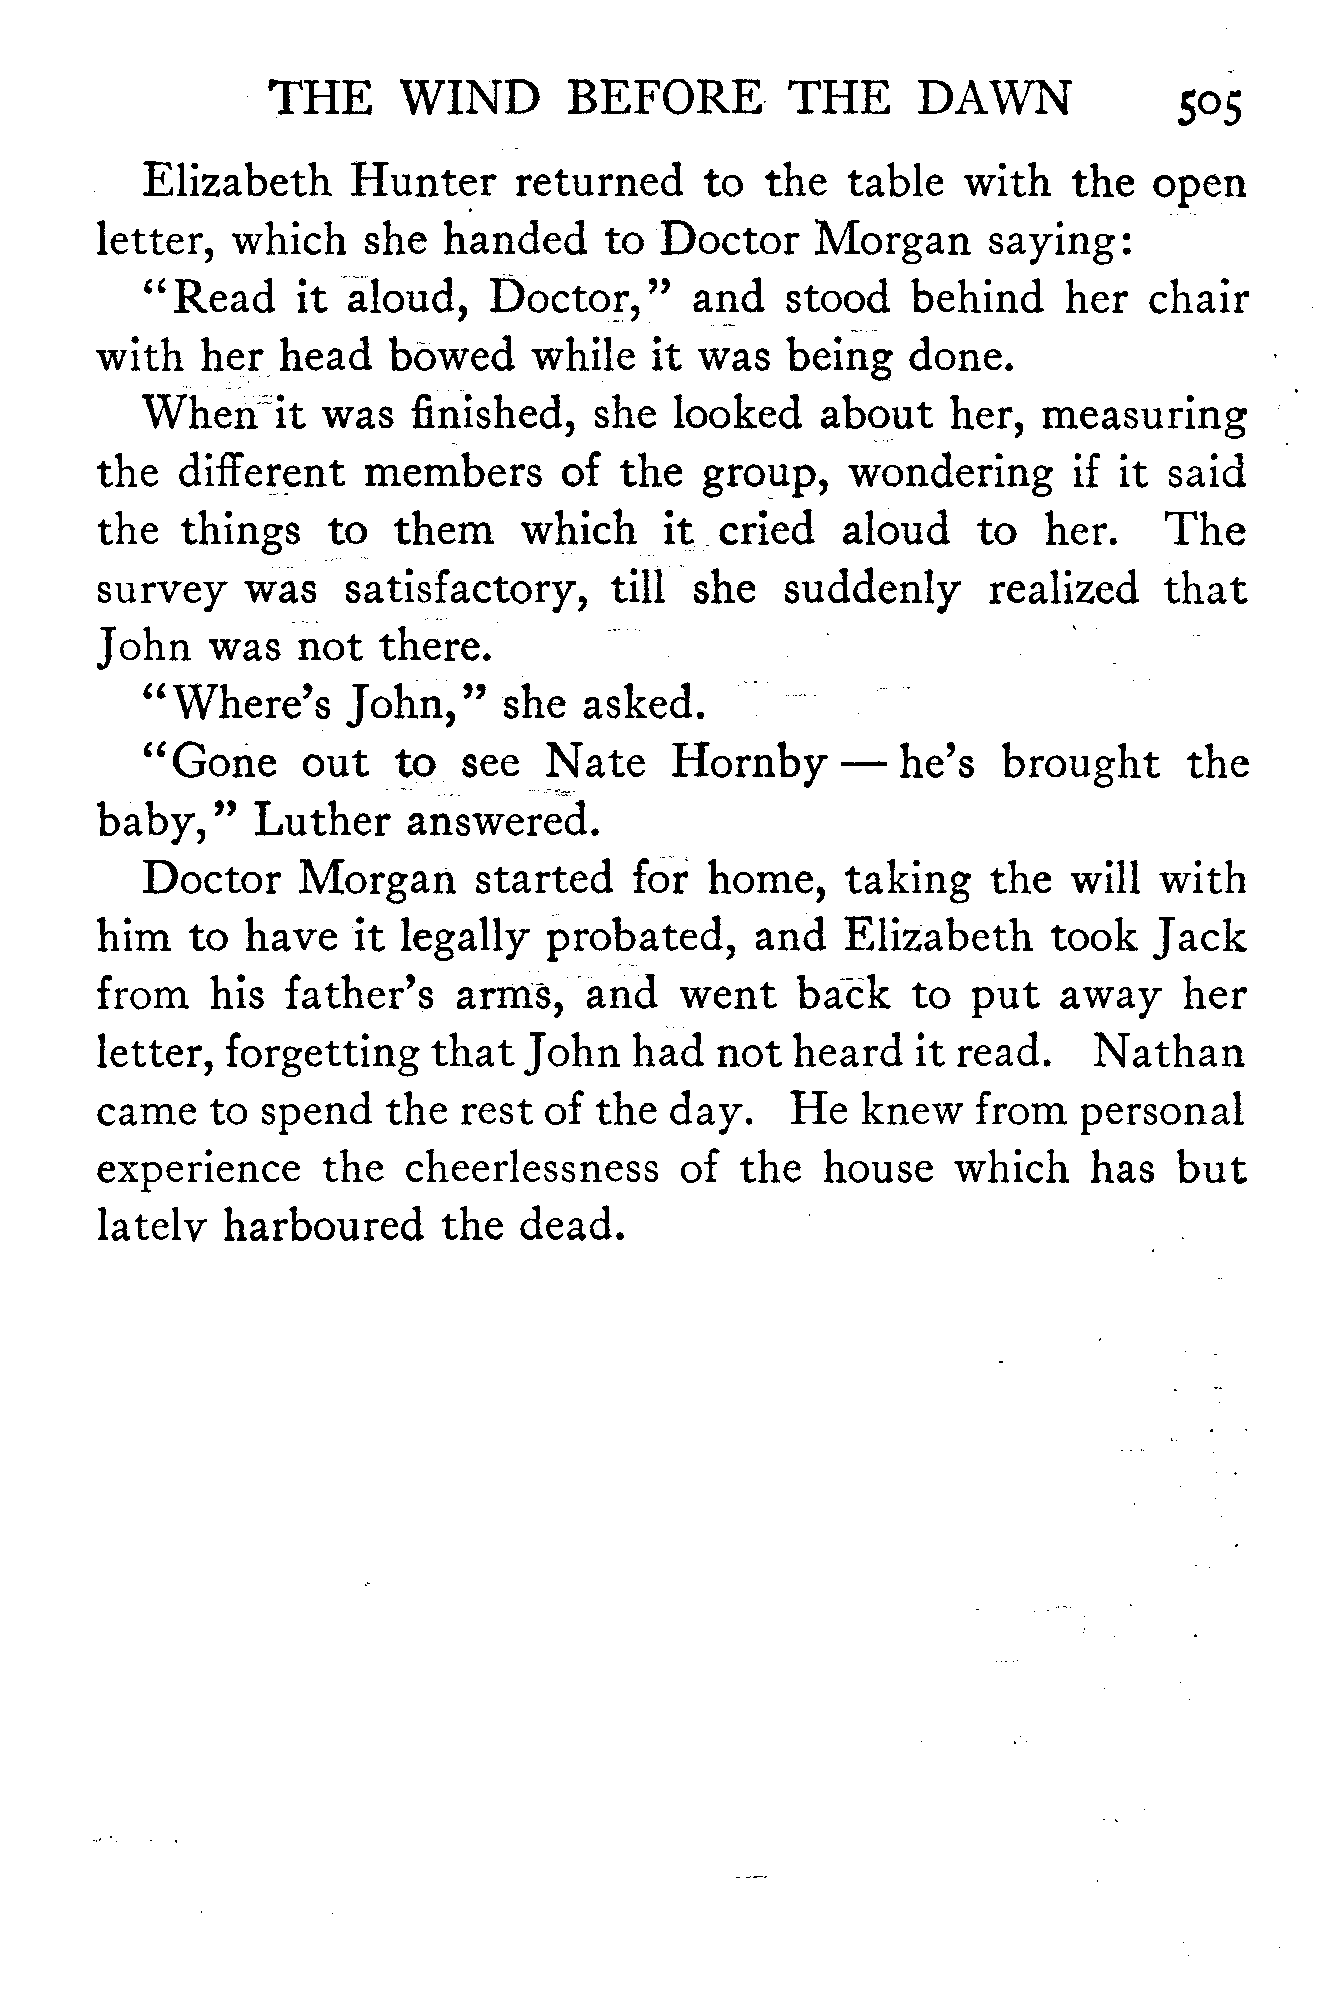 THE WIND BEFORE THE DAWN 505
Elizabeth Hunter returned to the table with the open
letter, which she handed to Doctor Morgan saying:
“Read it aloud, Doctor,” and stood behind her chair
with her head bowed while it was being done.
When it was finished, she looked about her, measuring
the different members of the group, wondering if it said
the things to them which it cried aloud to her. The
survey was satisfactory, till she suddenly realized that
John was not there.
“Where’s John,” she asked.
“Gone out to see Nate Hornby — he’s brought the
baby,” Luther answered.
Doctor Morgan started for home, taking the will with
him to have it legally probated, and Elizabeth took Jack
from his father’s arms, and went back to put away her
letter, forgetting that John had not heard it read. Nathan
came to spend the rest of the day. He knew from personal
experience the cheerlessness of the house which has but
lately harboured the dead.